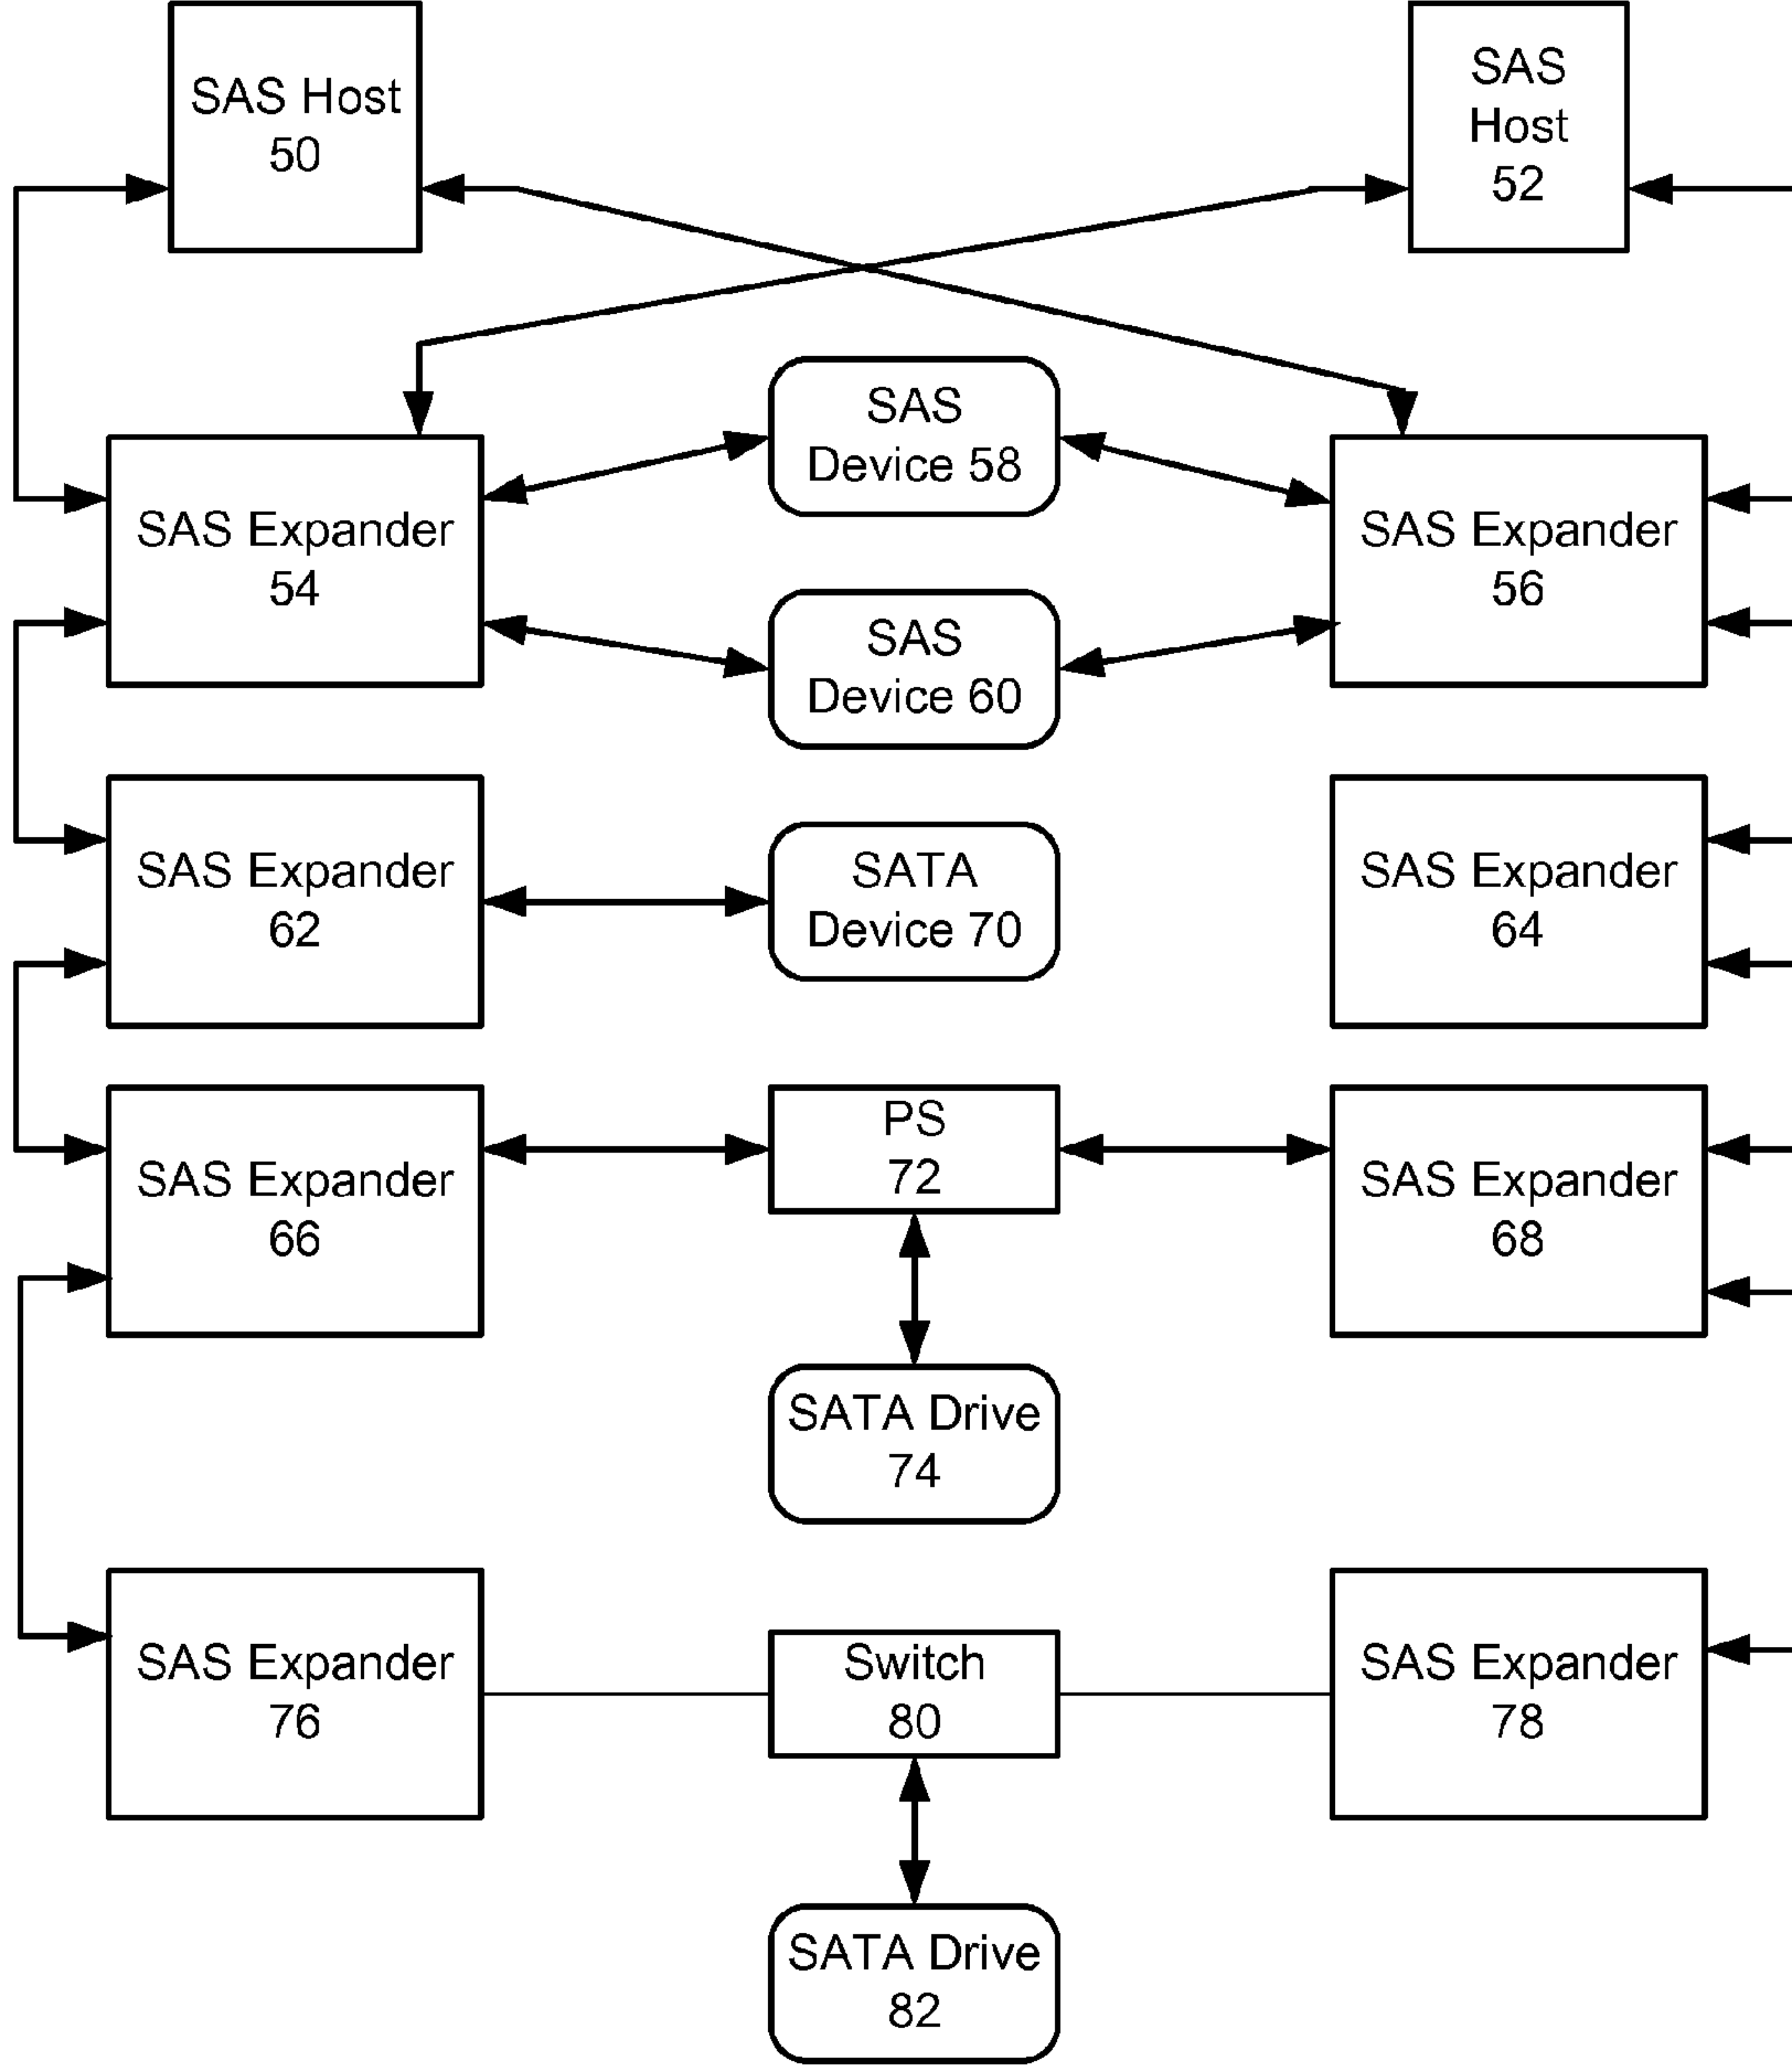 SAS Host
50
SAS
Host
52
SAS
Device 58
SAS Expander
54
SAS Expander
56
SAS
Device 60
SAS Expander
62
SATA
Device 70
SAS Expander
64
SAS Expander
66
PS
72
SAS Expander
68
SATA Drive
74
SAS Expander
76
Switch
80
SAS Expander
78
SATA Drive
82